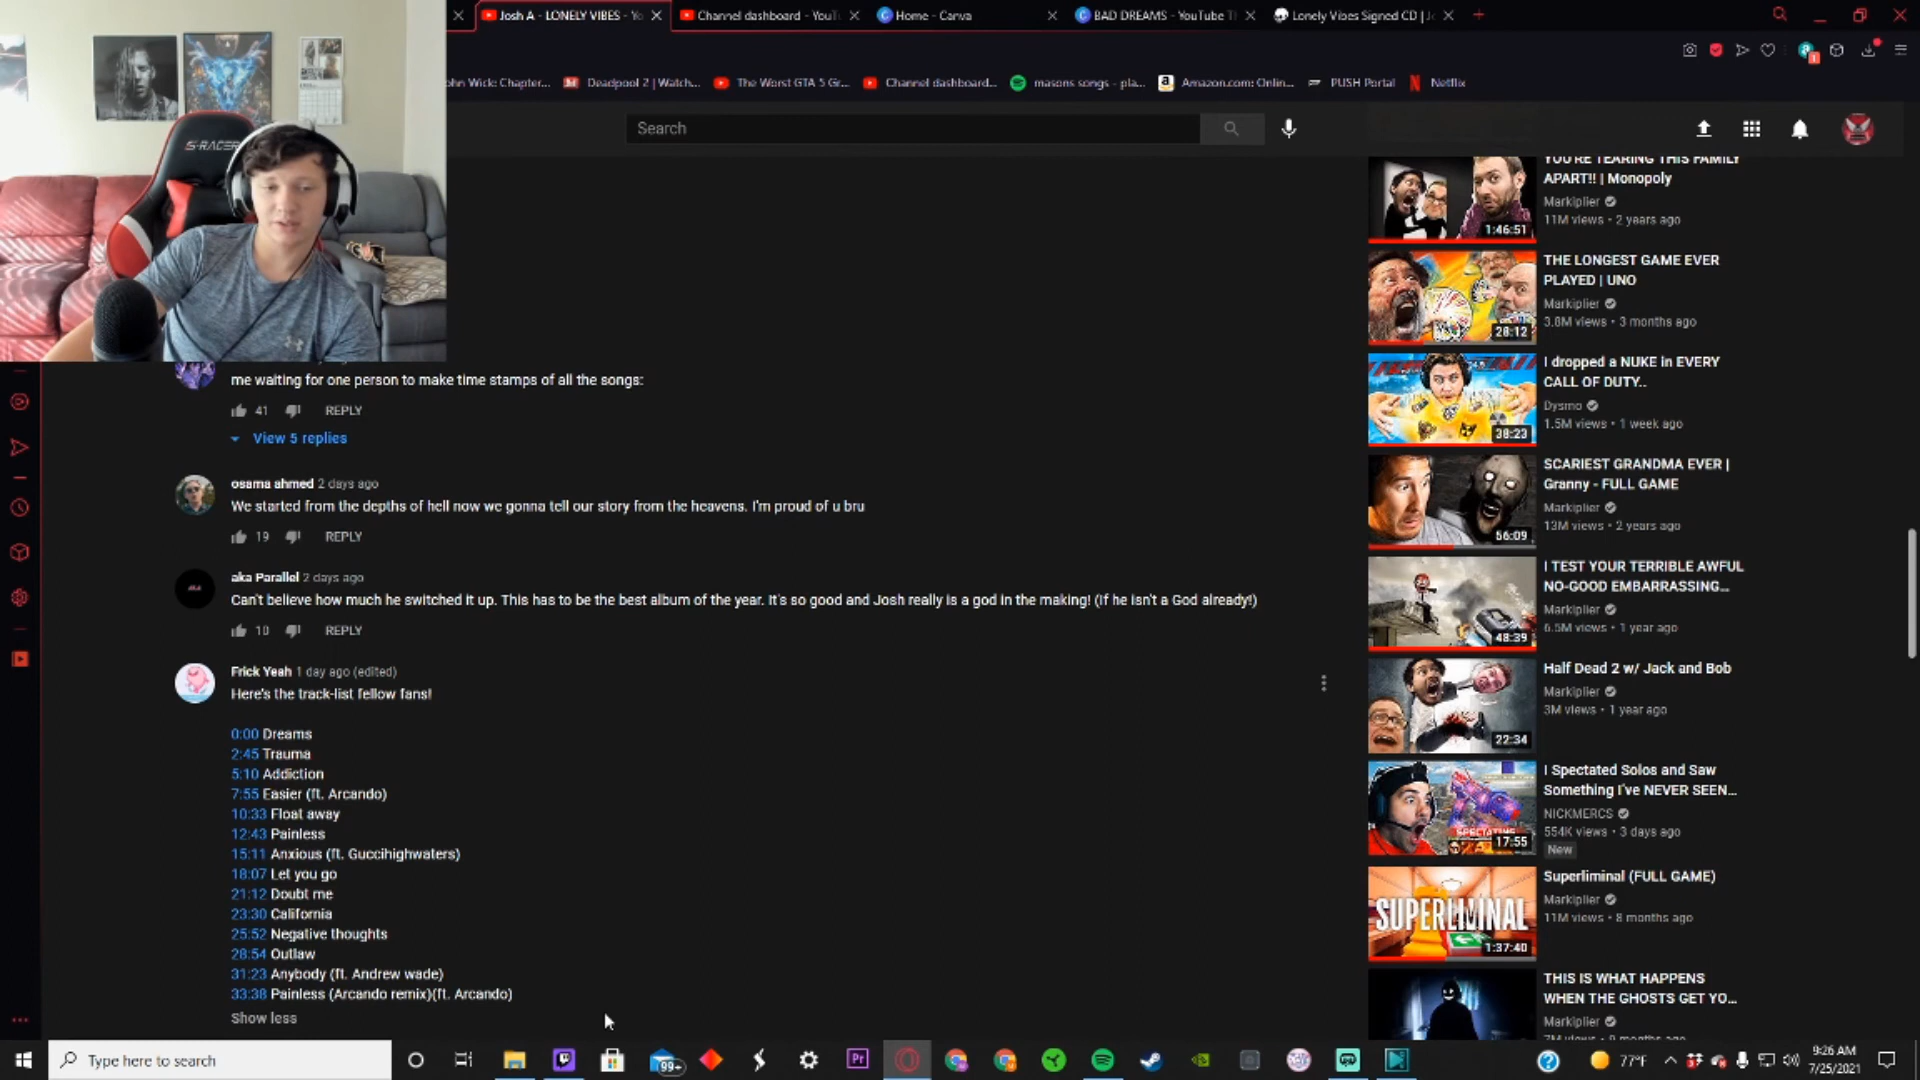 Josh A - LONELY VIBES - Yo
Channel dashboard - YouTu
Home - Canva
BAD DREAMS - YouTube T
Lonely Vibes Signed CD | Jo
ohn Wick: Chapter...
Deadpool 2 | Watch...
The Worst GTA 5 Gr...
Channel dashboard...
masons songs - pla...
Amazon.com: Onlin...
PUSH Portal
Netflix
Search
S-RACER
YOU'RE TEARING THIS FAMILY
APART!! | Monopoly
Markiplier
11M views • 2 years ago
1:46:51
THE LONGEST GAME EVER
PLAYED | UNO
Markiplier
3.8M views • 3 months ago
28:12
I dropped a NUKE in EVERY
CALL OF DUTY..
Dysmo
1.5M views • 1 week ago
38:23
SCARIEST GRANDMA EVER |
Granny - FULL GAME
Markiplier
13M views • 2 years ago
56:09
I TEST YOUR TERRIBLE AWFUL
NO-GOOD EMBARRASSING...
Markiplier
6.5M views • 1 year ago
48:39
Half Dead 2 w/ Jack and Bob
Markiplier
3M views • 1 year ago
22:34
I Spectated Solos and Saw
Something I've NEVER SEEN...
NICKMERCS
554K views • 3 days ago
New
SPECTATING
17:55
Superliminal (FULL GAME)
Markiplier
11M views • 8 months ago
SUPERLIMINAL
1:37:40
THIS IS WHAT HAPPENS
WHEN THE GHOSTS GET YO...
Markiplier
me waiting for one person to make time stamps of all the songs:
41 REPLY
View 5 replies
osama ahmed 2 days ago
We started from the depths of hell now we gonna tell our story from the heavens. I'm proud of u bru
19 REPLY
aka Parallel 2 days ago
Can't believe how much he switched it up. This has to be the best album of the year. It's so good and Josh really is a god in the making! (If he isn't a God already!)
10 REPLY
Frick Yeah 1 day ago (edited)
Here's the track-list fellow fans!
0:00 Dreams
2:45 Trauma
5:10 Addiction
7:55 Easier (ft. Arcando)
10:33 Float away
12:43 Painless
15:11 Anxious (ft. Guccihighwaters)
18:07 Let you go
21:12 Doubt me
23:30 California
25:52 Negative thoughts
28:54 Outlaw
31:23 Anybody (ft. Andrew wade)
33:38 Painless (Arcando remix)(ft. Arcando)
Show less
Type here to search
99+
Pr
77°F
9:26 AM
7/25/2021